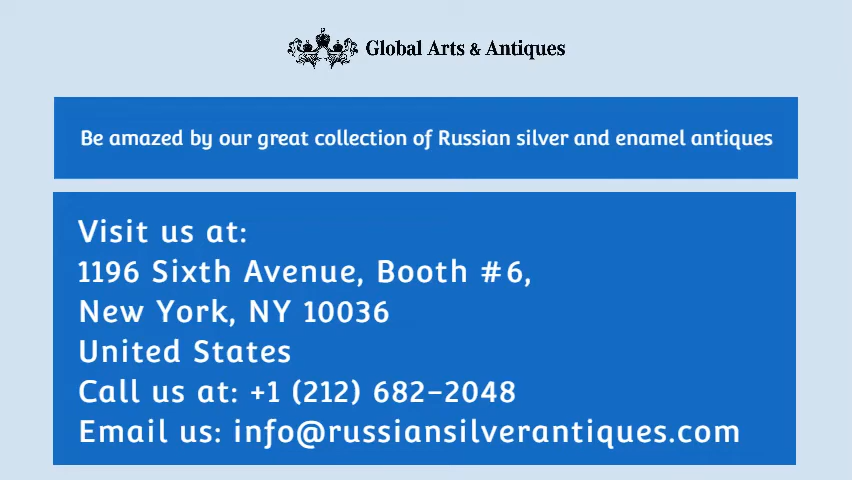 Global Arts & Antiques
Be amazed by our great collection of Russian silver and enamel antiques
Visit us at:
1196 Sixth Avenue, Booth #6,
New York, NY 10036
United States
Call us at: +1 (212) 682-2048
Email us: info@russiansilverantiques.com